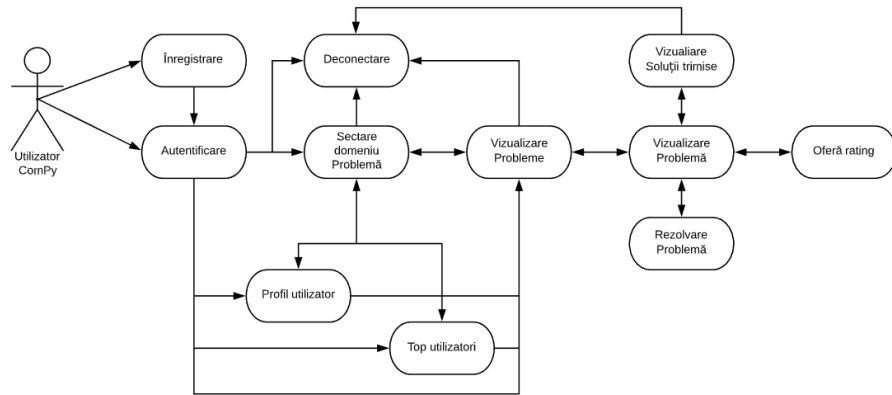 Înregistrare
Deconectare
Vizualiare
Soluții trimise
Utilizator
ComPy
Autentificare
Sectare
domeniu
Problemă
Vizualizare
Probleme
Vizualizare
Problemă
Oferă rating
Rezolvare
Problemă
Profil utilizator
Top utilizatori